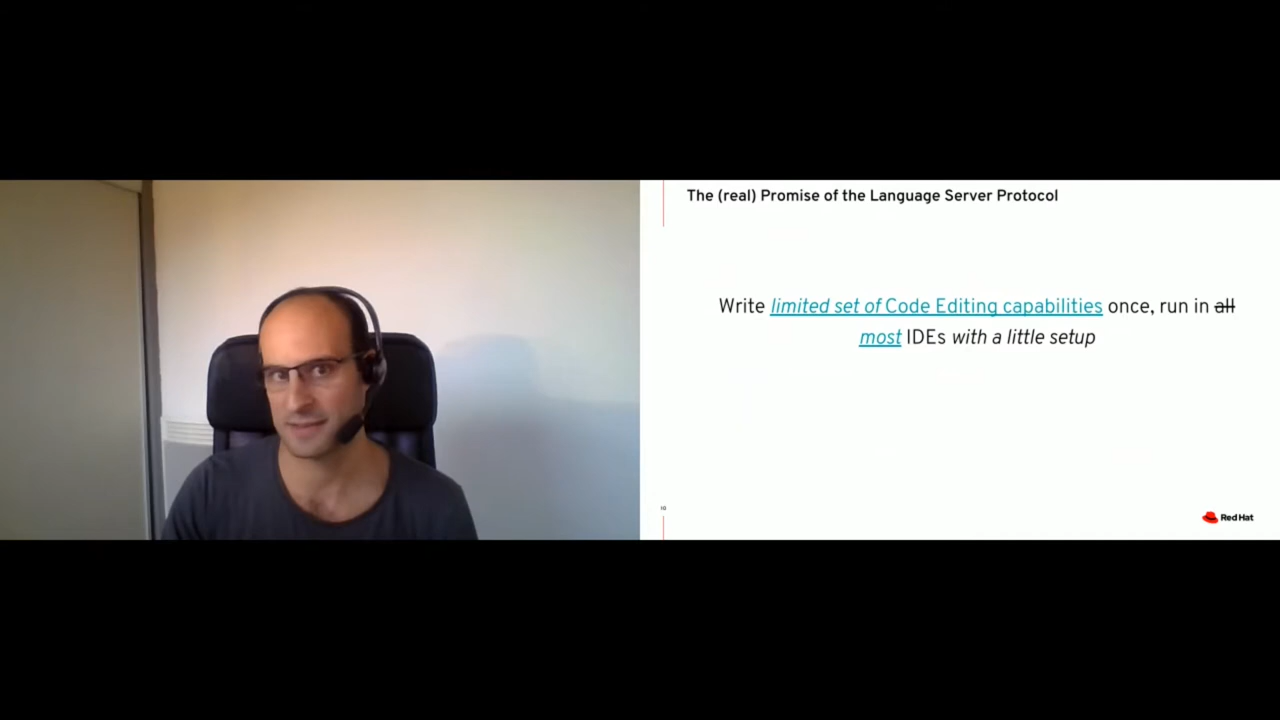 The (real) Promise of the Language Server Protocol
Write limited set of Code Editing capabilities once, run in all
most IDEs with a little setup
10
Red Hat